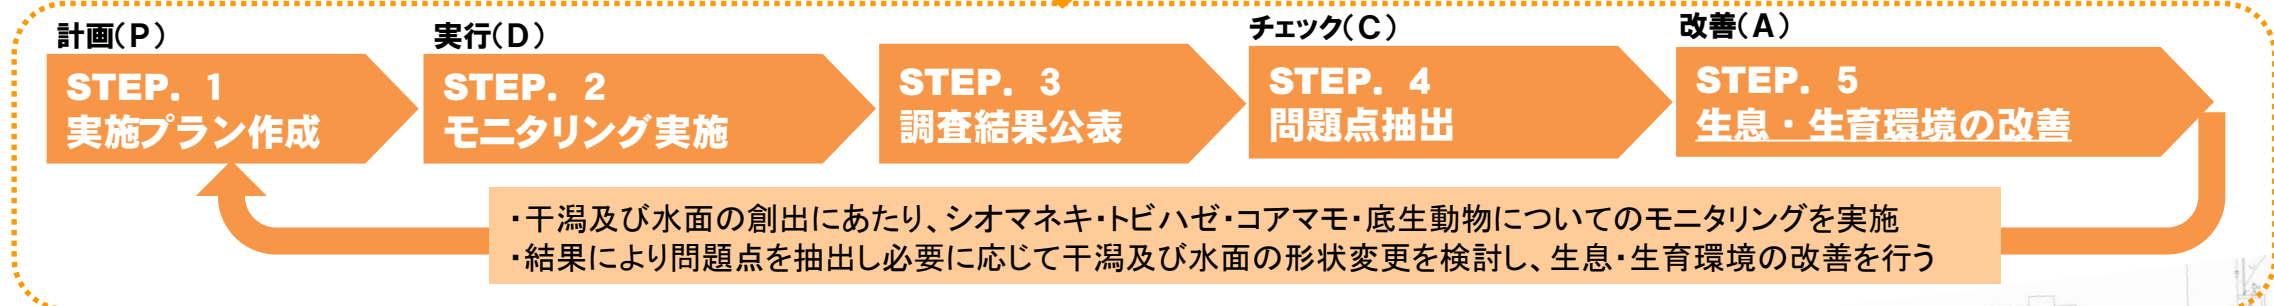 計画(P)
STEP. 1
実施プラン作成
実行(D)
STEP. 2
モニタリング実施
STEP. 3
調査結果公表
チェック(C)
STEP. 4
問題点抽出
改善(A)
STEP. 5
生息・生育環境の改善
・干潟及び水面の創出にあたり、シオマネキ・トビハゼ・コアマモ・底生動物についてのモニタリングを実施
・結果により問題点を抽出し必要に応じて干潟及び水面の形状変更を検討し、生息・生育環境の改善を行う